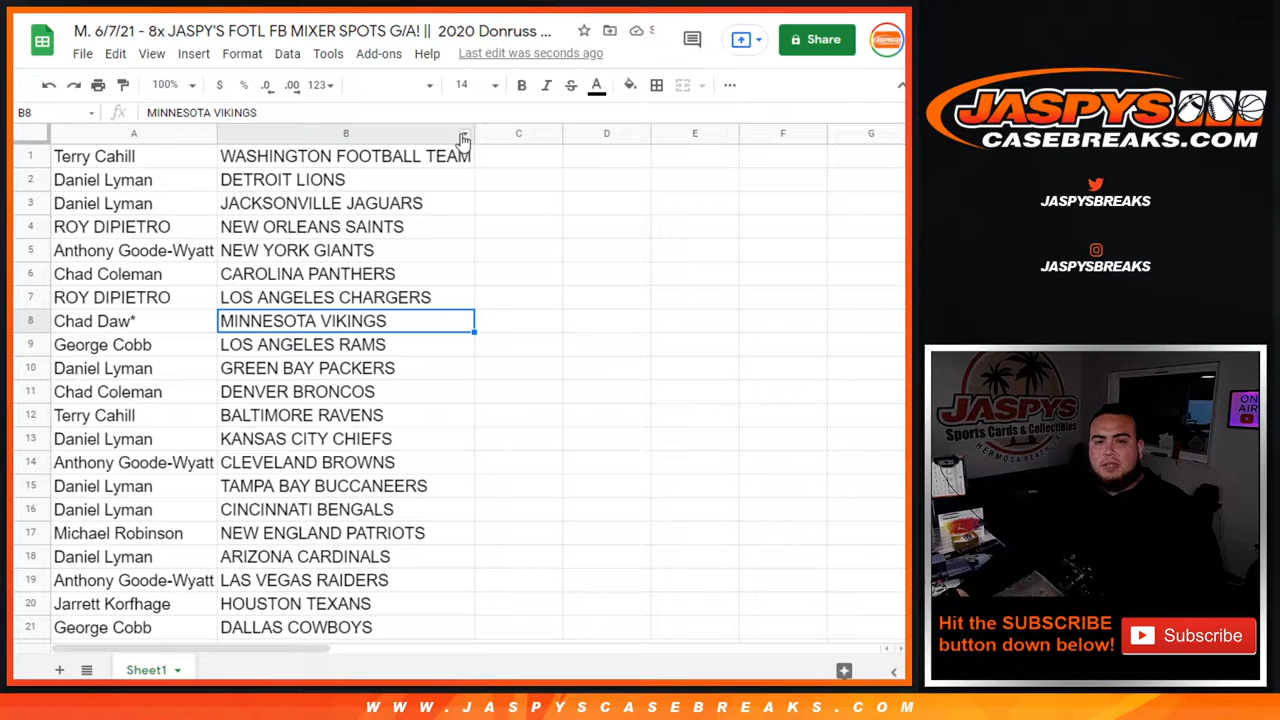 M. 6/7/21 - 8x JASPY'S FOTL FB MIXER SPOTS G/A! || 2020 Donruss ...
File Edit View Insert Format Data Tools Add-ons Help Last edit was seconds ago
Share
100% $ % .0 .00 123 14 B I S A
B8 fx MINNESOTA VIKINGS
A B C D E F G
1 Terry Cahill WASHINGTON FOOTBALL TEAM
2 Daniel Lyman DETROIT LIONS
3 Daniel Lyman JACKSONVILLE JAGUARS
4 ROY DIPIETRO NEW ORLEANS SAINTS
5 Anthony Goode-Wyatt NEW YORK GIANTS
6 Chad Coleman CAROLINA PANTHERS
7 ROY DIPIETRO LOS ANGELES CHARGERS
8 Chad Daw* MINNESOTA VIKINGS
9 George Cobb LOS ANGELES RAMS
10 Daniel Lyman GREEN BAY PACKERS
11 Chad Coleman DENVER BRONCOS
12 Terry Cahill BALTIMORE RAVENS
13 Daniel Lyman KANSAS CITY CHIEFS
14 Anthony Goode-Wyatt CLEVELAND BROWNS
15 Daniel Lyman TAMPA BAY BUCCANEERS
16 Daniel Lyman CINCINNATI BENGALS
17 Michael Robinson NEW ENGLAND PATRIOTS
18 Daniel Lyman ARIZONA CARDINALS
19 Anthony Goode-Wyatt LAS VEGAS RAIDERS
20 Jarrett Korfhage HOUSTON TEXANS
21 George Cobb DALLAS COWBOYS
Sheet1
JASPYS
CASEBREAKS.COM
JASPYSBREAKS
JASPYSBREAKS
JASPYS
Sports Cards & Collectibles
HERMOSA BEACH, CA
ON
AIR
Hit the SUBSCRIBE
button down below!
Subscribe
WWW.JASPYSCASEBREAKS.COM